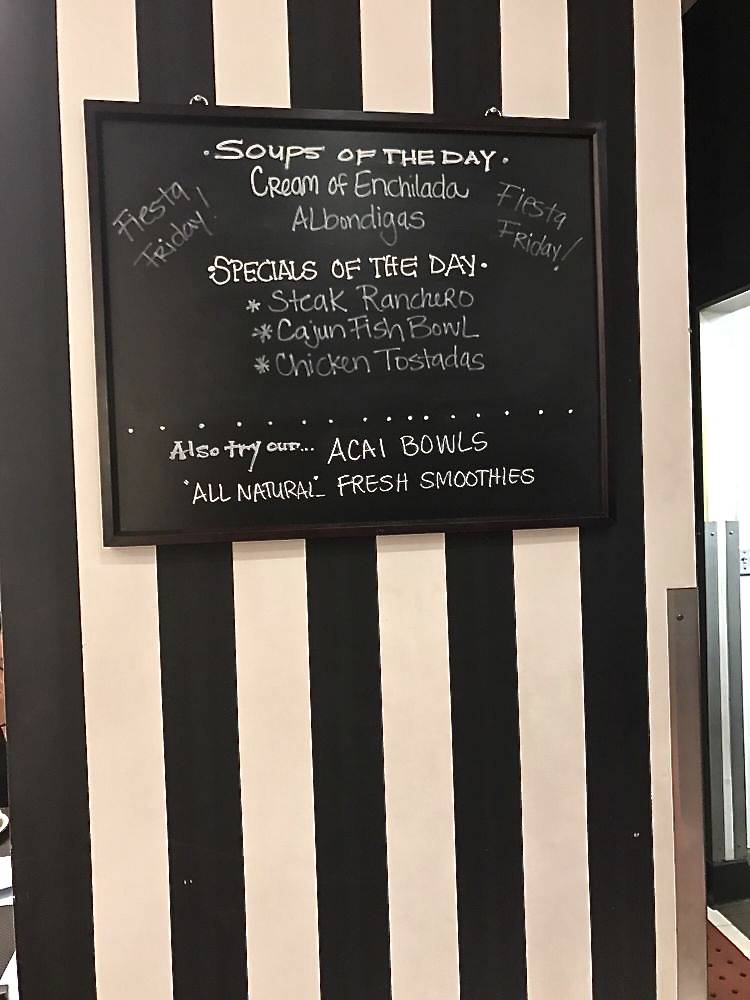 ·SOUPS OF THE DAY·
Cream of Enchilada
ALbondigas
Fiesta
Friday!
Fiesta
Friday!
·SPECIALS OF THE DAY·
* Steak Ranchero
* Cajun Fish Bowl
* Chicken Tostadas
Also try our... ACAI BOWLS
"ALL NATURAL" FRESH SMOOTHIES